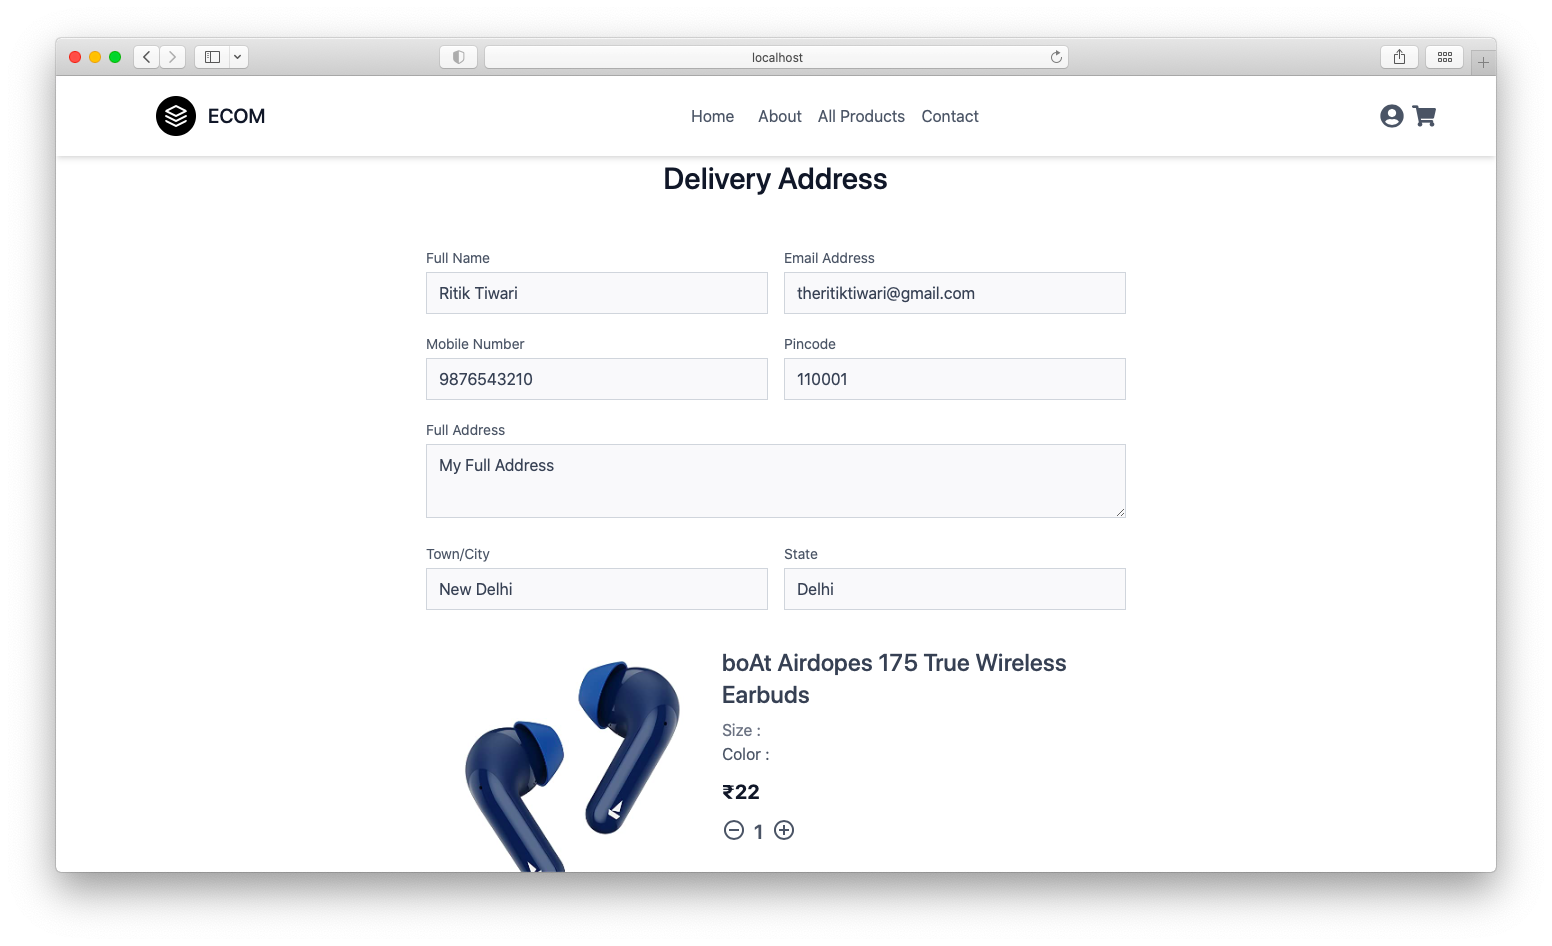 localhost
ECOM
Home About All Products Contact
Delivery Address
Full Name
Email Address
Ritik Tiwari
theritiktiwari@gmail.com
Mobile Number
Pincode
9876543210
110001
Full Address
My Full Address
Town/City
State
New Delhi
Delhi
boAt Airdopes 175 True Wireless
Earbuds
Size :
Color :
₹22
1